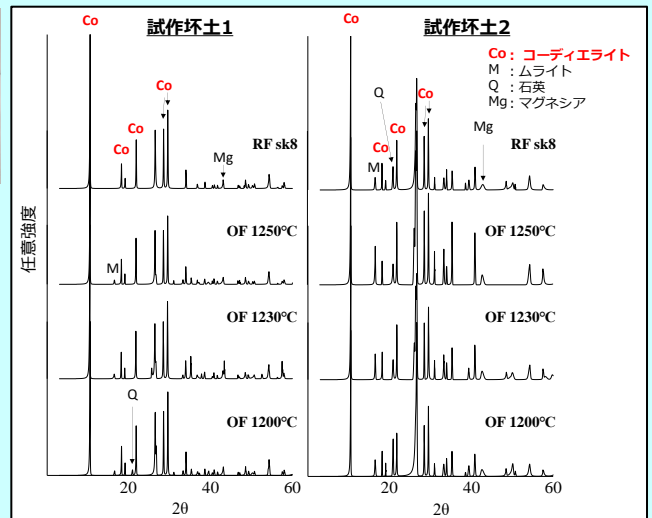 試作坏土1
Co
Co
Co
Co
Mg
RF sk8
M
OF 1250℃
OF 1230℃
Q
OF 1200℃
20
40
60
2θ
任意強度
試作坏土2
Co
Co：コーディエライト
M ：ムライト
Q ：石英
Mg：マグネシア
Q
Co
Co
Co
M
Mg
RF sk8
OF 1250℃
OF 1230℃
OF 1200℃
20
40
60
2θ